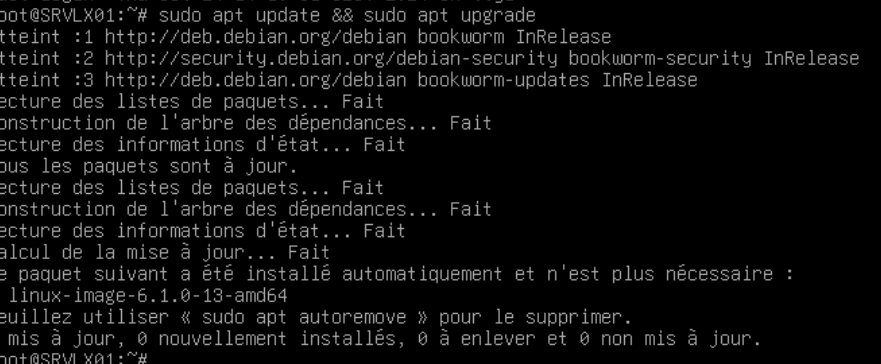 oot@SRVLX01:~# sudo apt update && sudo apt upgrade
tteint :1 http://deb.debian.org/debian bookworm InRelease
tteint :2 http://security.debian.org/debian-security bookworm-security InRelease
tteint :3 http://deb.debian.org/debian bookworm-updates InRelease
ecture des listes de paquets... Fait
onstruction de l'arbre des dépendances... Fait
ecture des informations d'état... Fait
ous les paquets sont à jour.
ecture des listes de paquets... Fait
onstruction de l'arbre des dépendances... Fait
ecture des informations d'état... Fait
alcul de la mise à jour... Fait
e paquet suivant a été installé automatiquement et n'est plus nécessaire :
linux-image-6.1.0-13-amd64
euillez utiliser « sudo apt autoremove » pour le supprimer.
mis à jour, 0 nouvellement installés, 0 à enlever et 0 non mis à jour.
oot@SRVLX01:~#